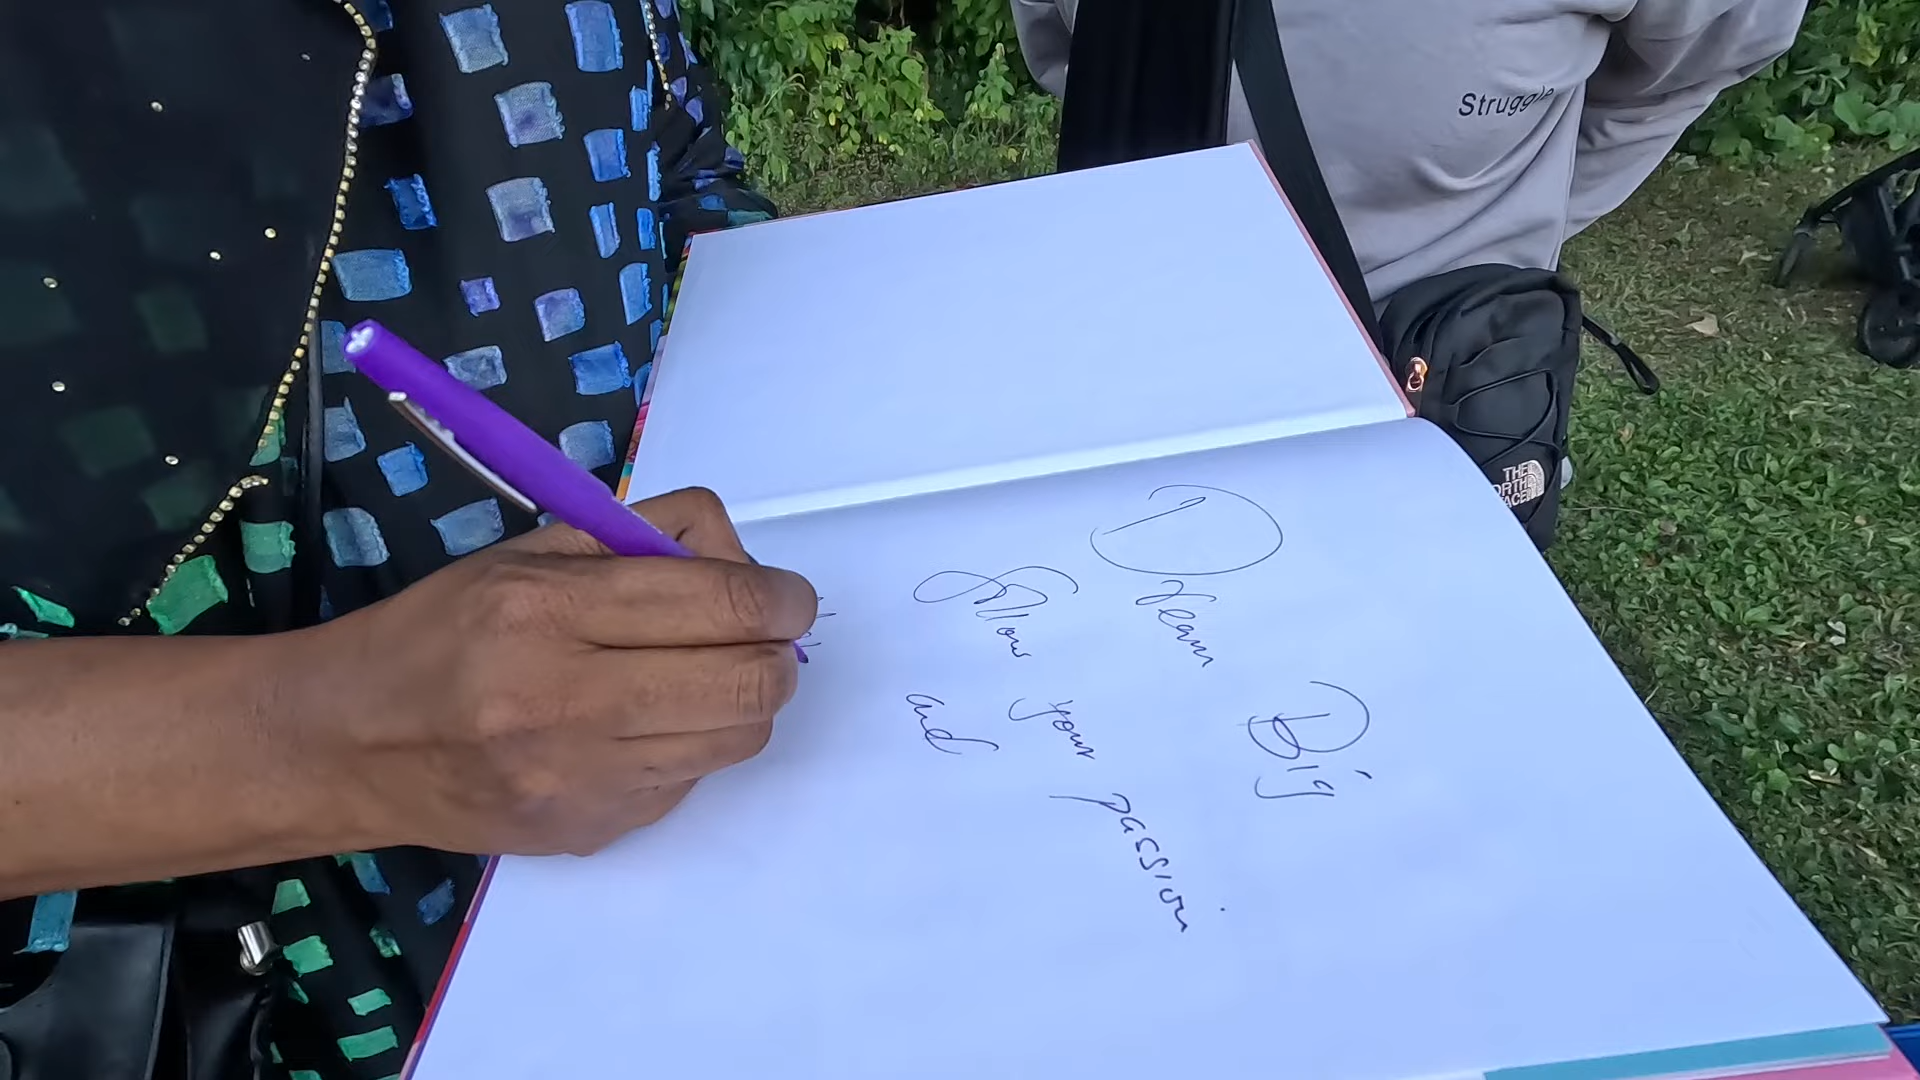 Struggle
THE
NORTH
FACE
Dream Big
follow your passion
and